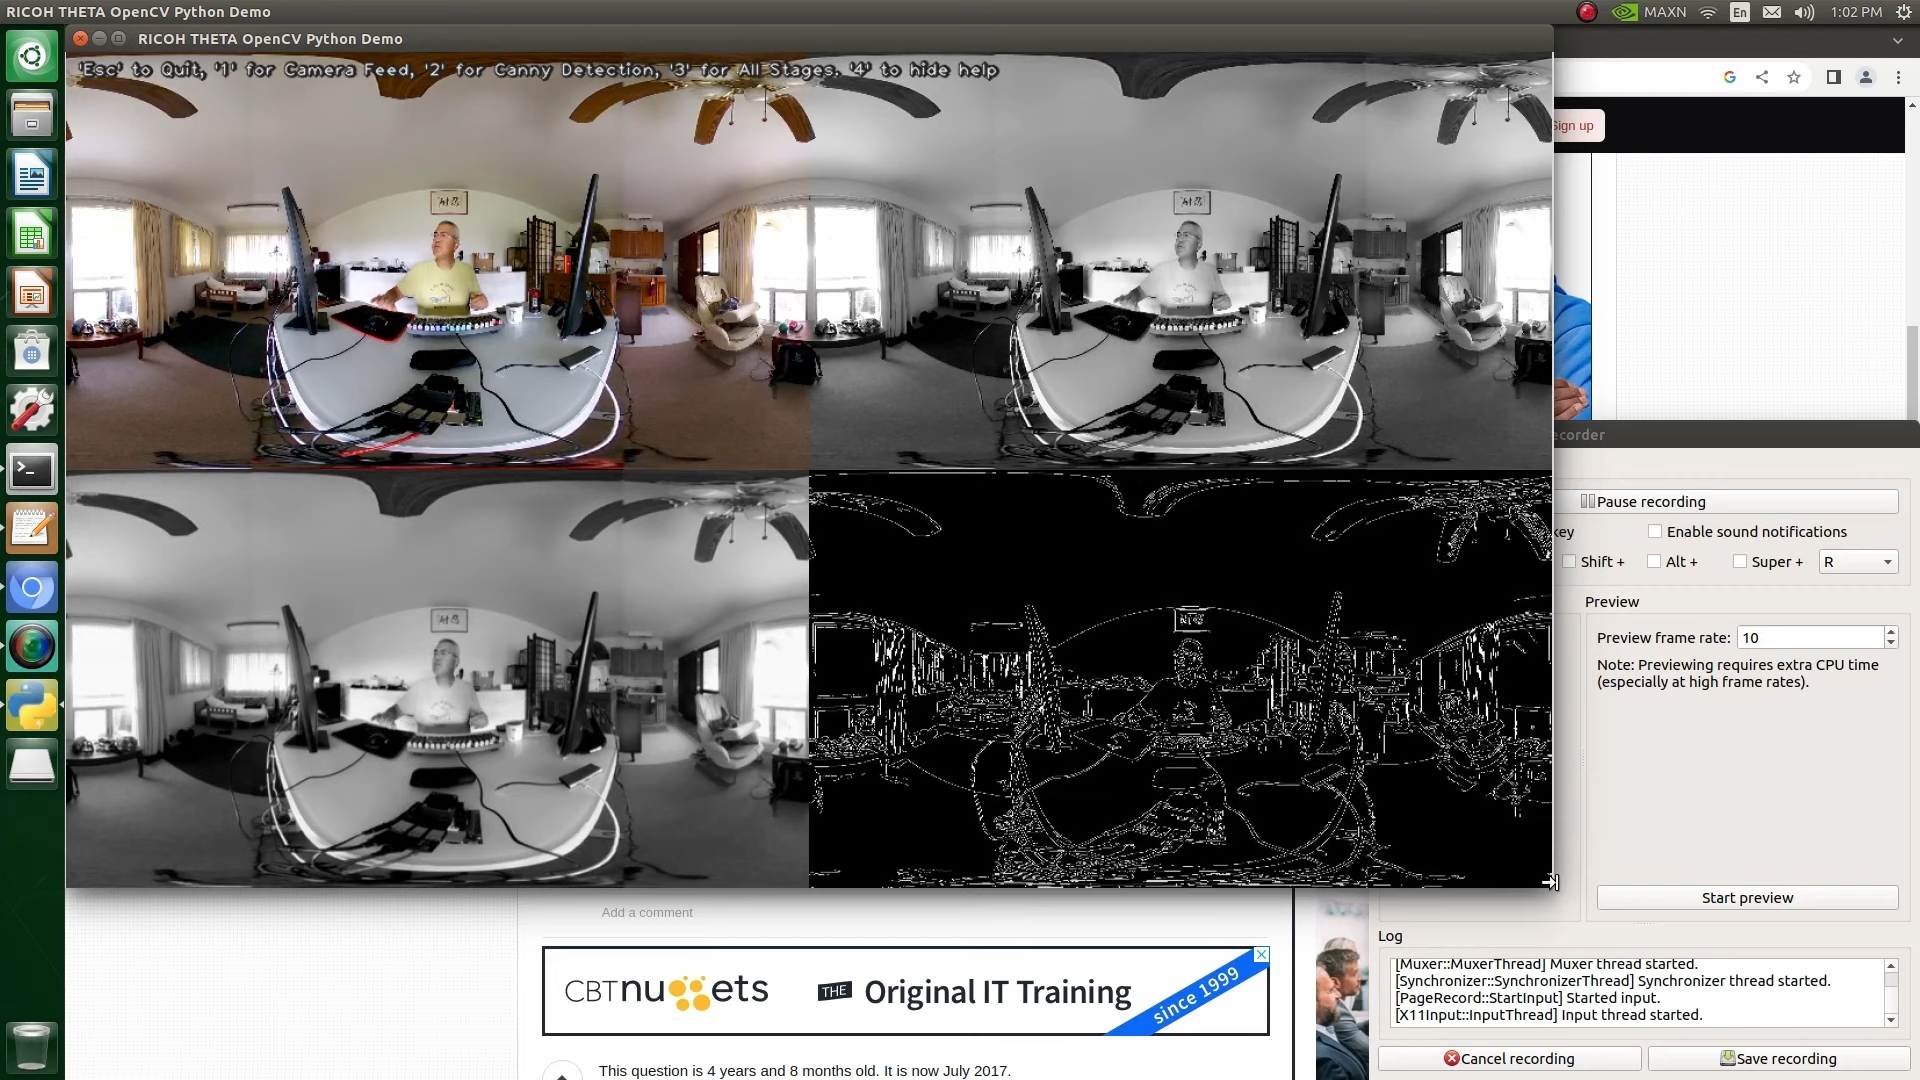 RICOH THETA OpenCV Python Demo
MAXN
En
1:02 PM
RICOH THETA OpenCV Python Demo
'Esc' to Quit, '1' for Camera Feed, '2' for Canny Detection, '3' for All Stages. '4' to hide help
Sign up
ecorder
Pause recording
key
Enable sound notifications
Shift +
Alt +
Super +
R
Preview
Preview frame rate: 10
Note: Previewing requires extra CPU time
(especially at high frame rates).
Start preview
Add a comment
Log
[Muxer::MuxerThread] Muxer thread started.
[Synchronizer::SynchronizerThread] Synchronizer thread started.
[PageRecord::StartInput] Started input.
[X11Input::InputThread] Input thread started.
CBTnuggets
THE Original IT Training
since 1999
Cancel recording
Save recording
This question is 4 years and 8 months old. It is now July 2017.